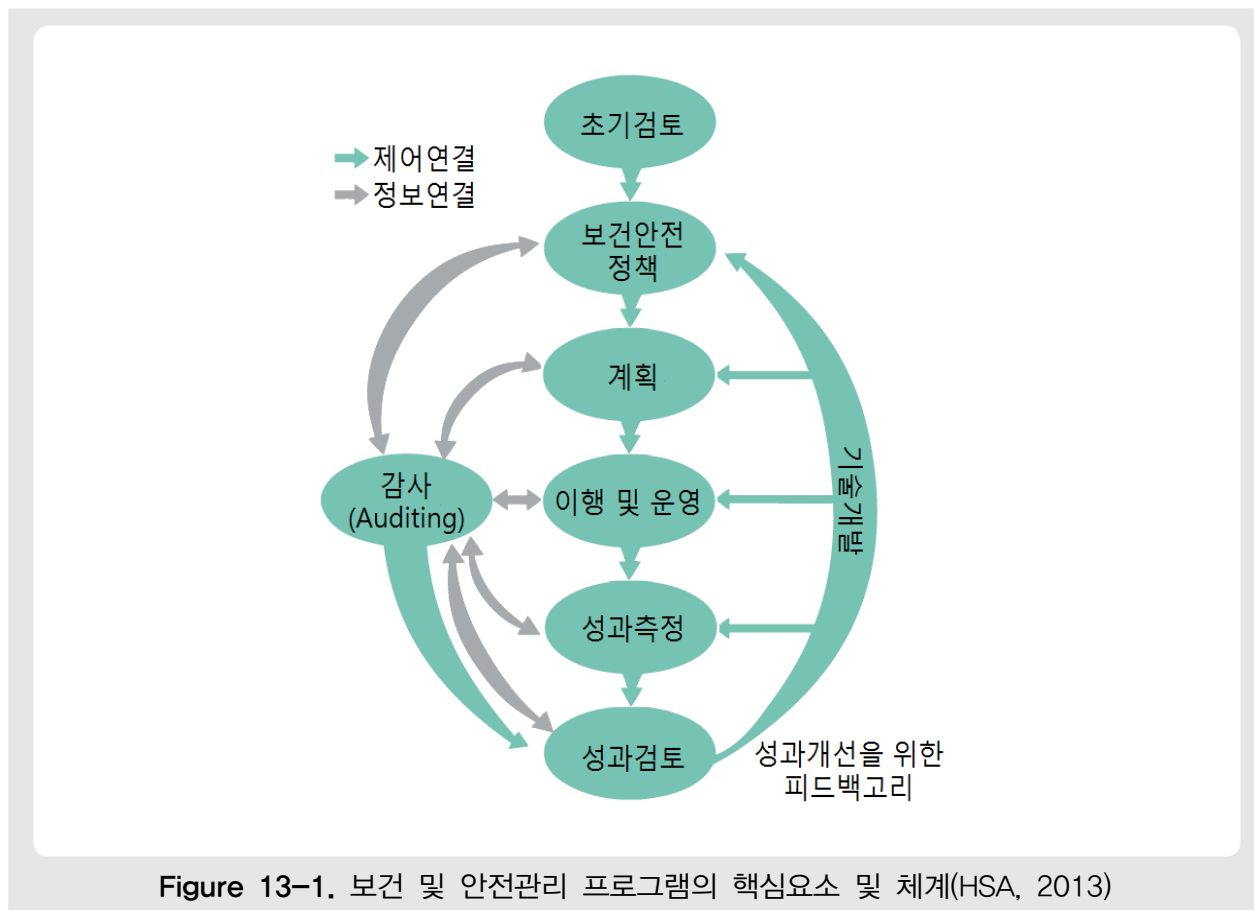 초기검토
제어연결
정보연결
보건안전
정책
계획
감사
(Auditing)
이행 및 운영
기술개발
성과측정
성과검토
성과개선을 위한
피드백고리
Figure 13-1. 보건 및 안전관리 프로그램의 핵심요소 및 체계(HSA, 2013)